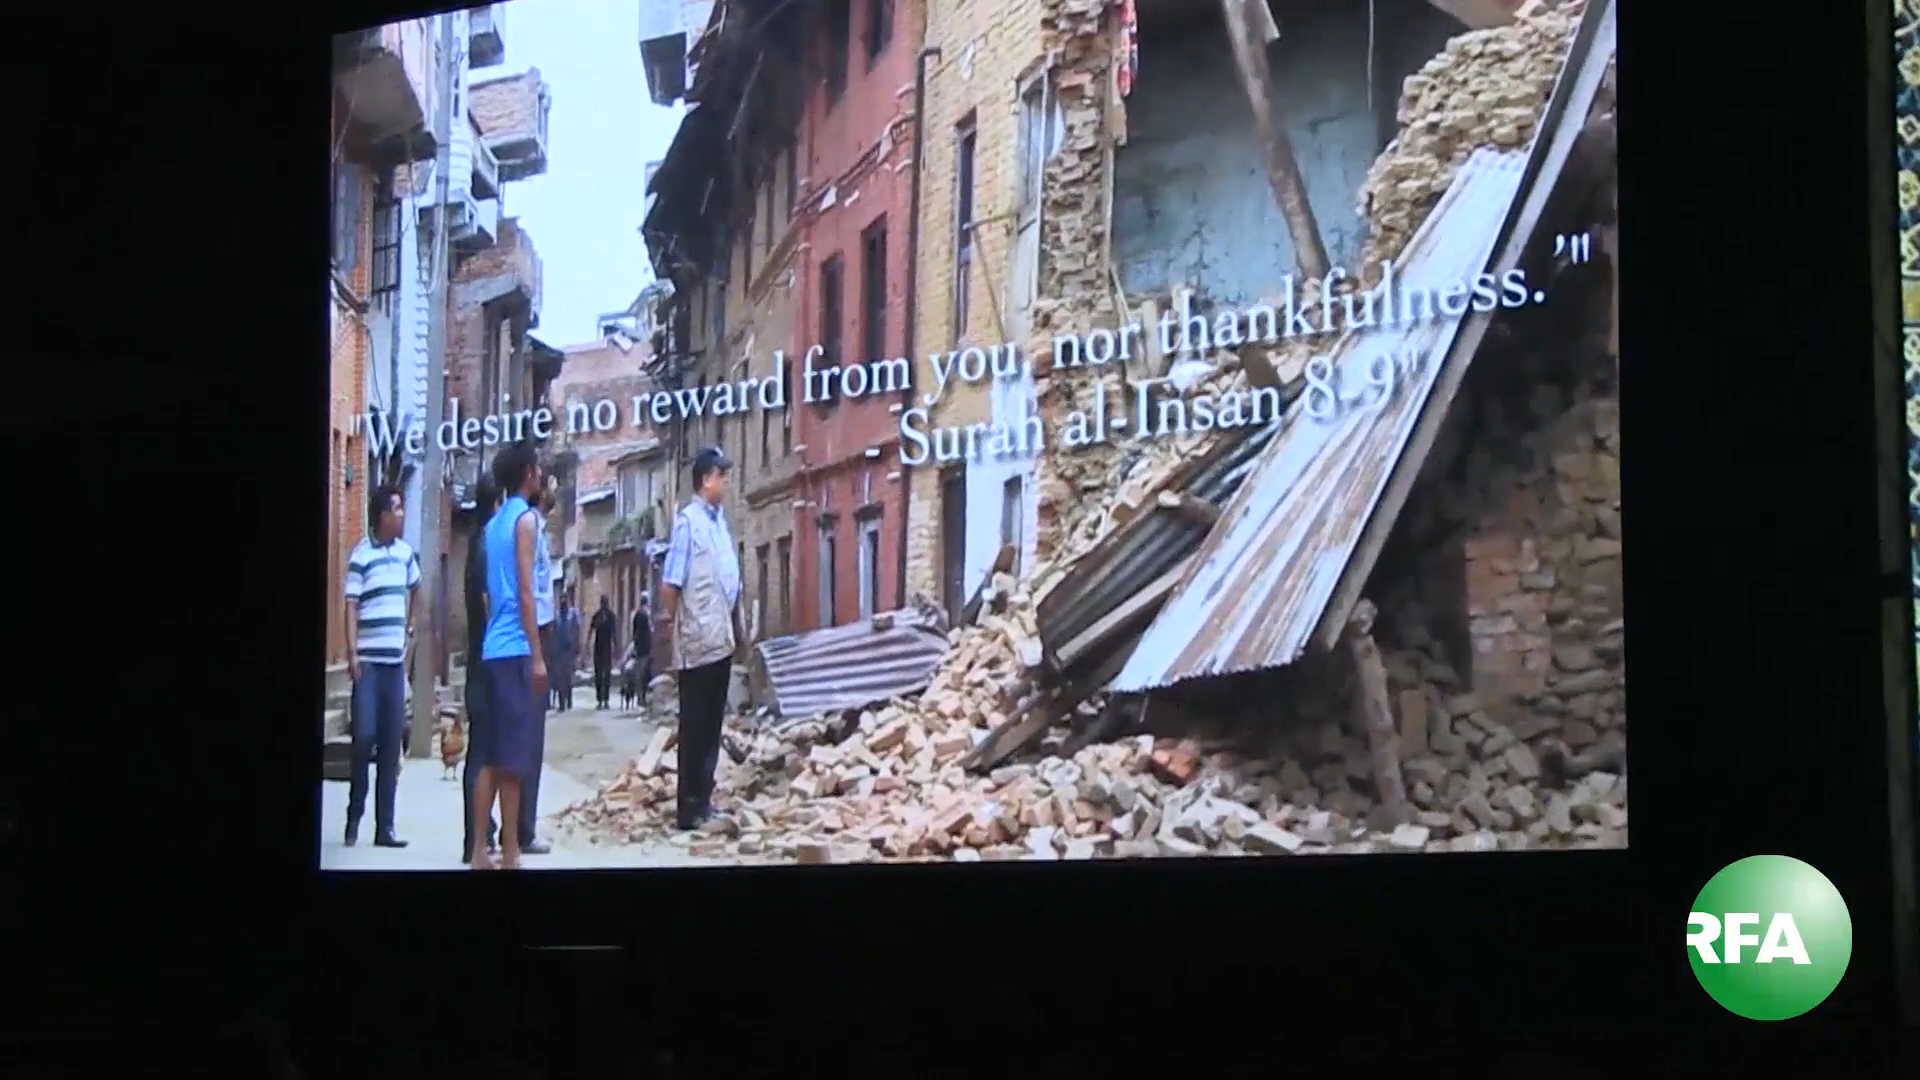 "We desire no reward from you, nor thankfulness.'"
- Surah al-Insan 8-9"
RFA